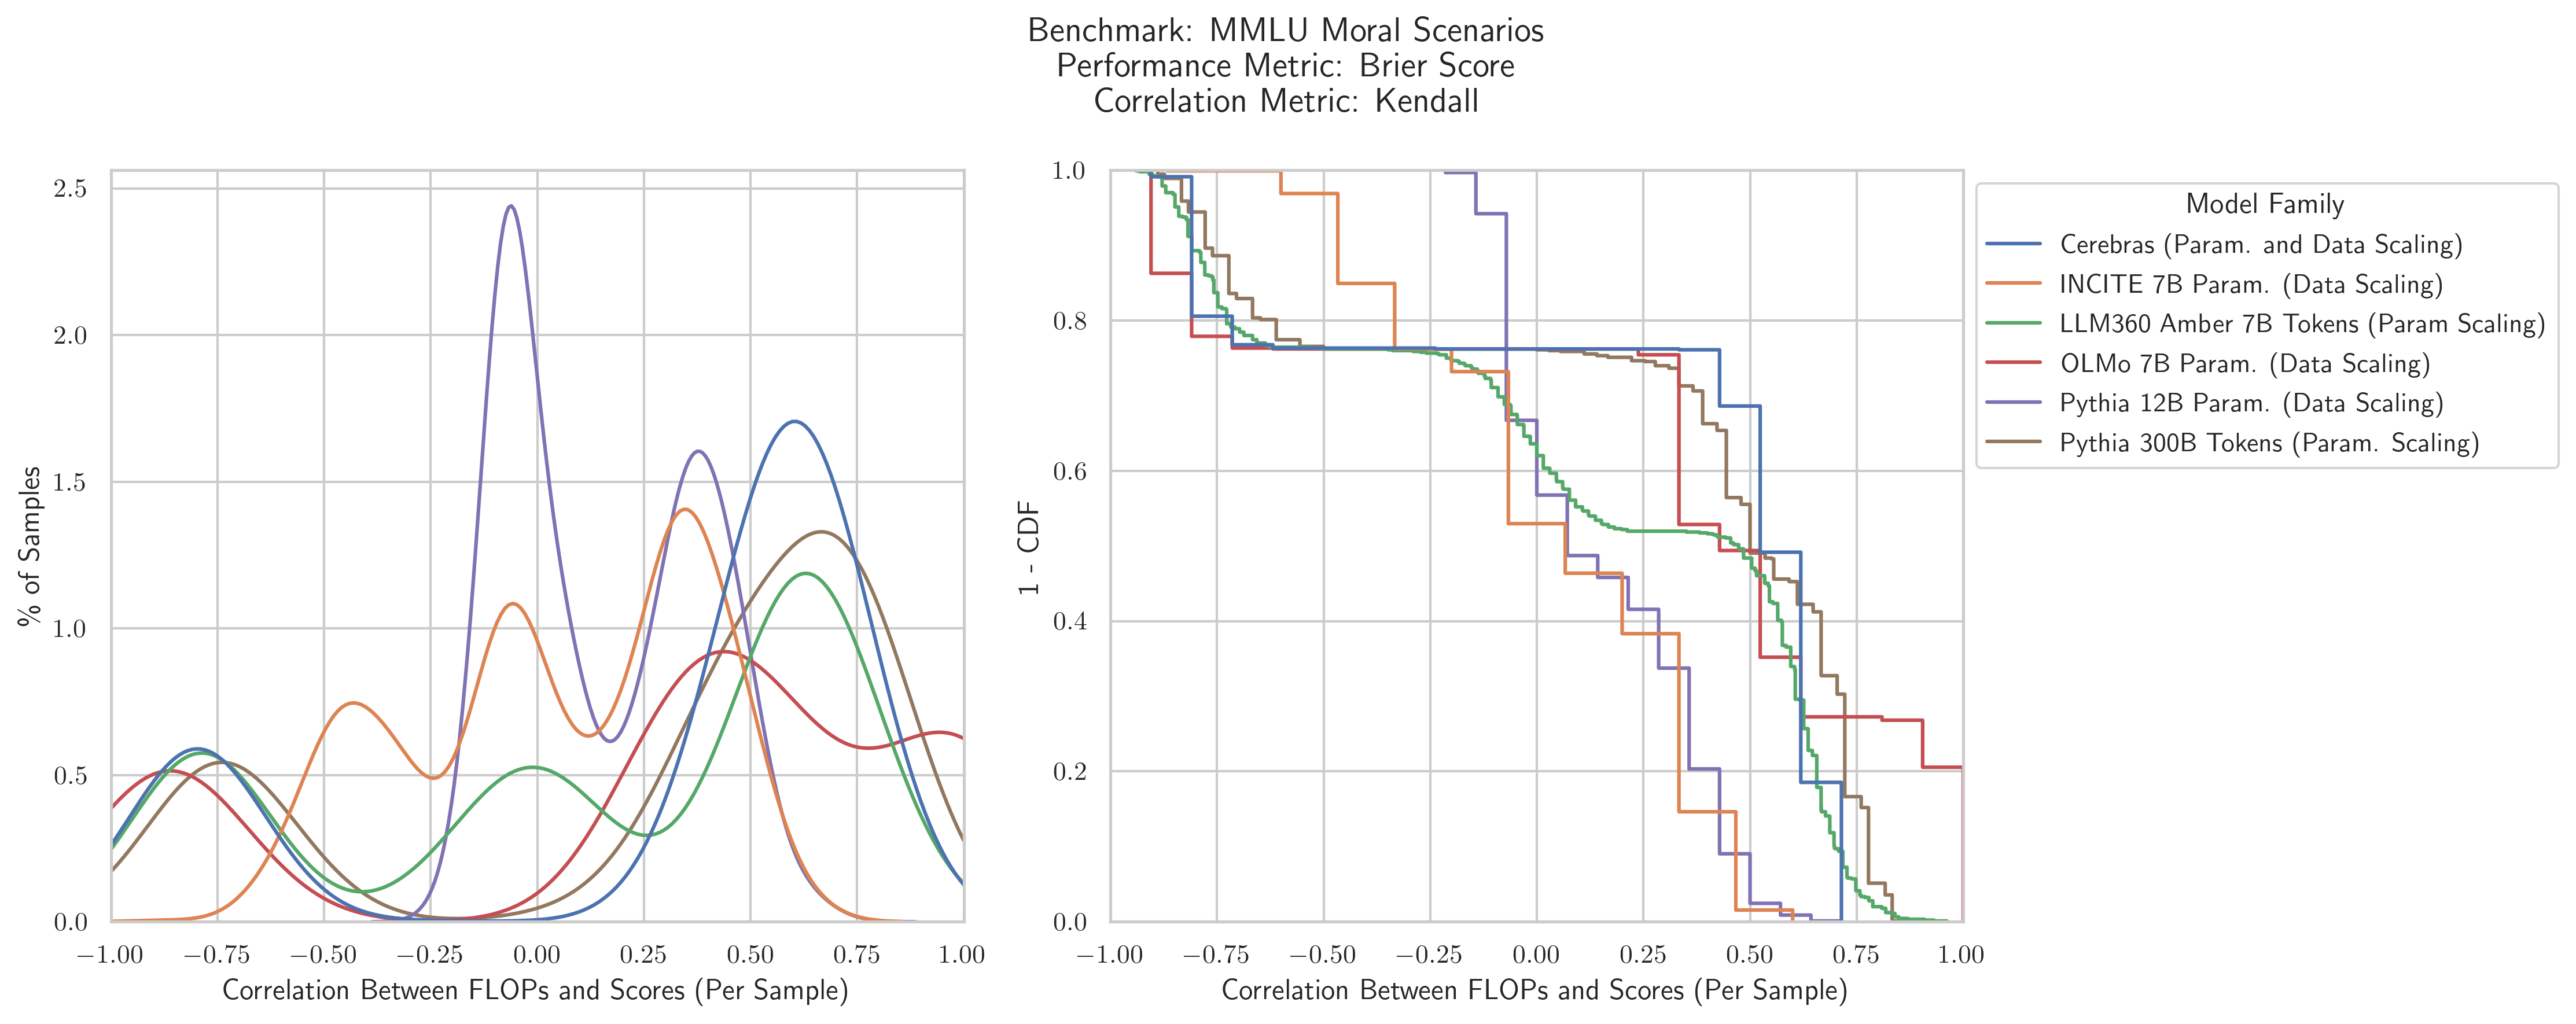 Benchmark: MMLU Moral Scenarios
Performance Metric: Brier Score
Correlation Metric: Kendall
% of Samples
2.5
2.0
1.5
1.0
0.5
0.0
−1.00 −0.75 −0.50 −0.25 0.00 0.25 0.50 0.75 1.00
Correlation Between FLOPs and Scores (Per Sample)
1 - CDF
1.0
0.8
0.6
0.4
0.2
0.0
−1.00 −0.75 −0.50 −0.25 0.00 0.25 0.50 0.75 1.00
Correlation Between FLOPs and Scores (Per Sample)
Model Family
Cerebras (Param. and Data Scaling)
INCITE 7B Param. (Data Scaling)
LLM360 Amber 7B Tokens (Param Scaling)
OLMo 7B Param. (Data Scaling)
Pythia 12B Param. (Data Scaling)
Pythia 300B Tokens (Param. Scaling)